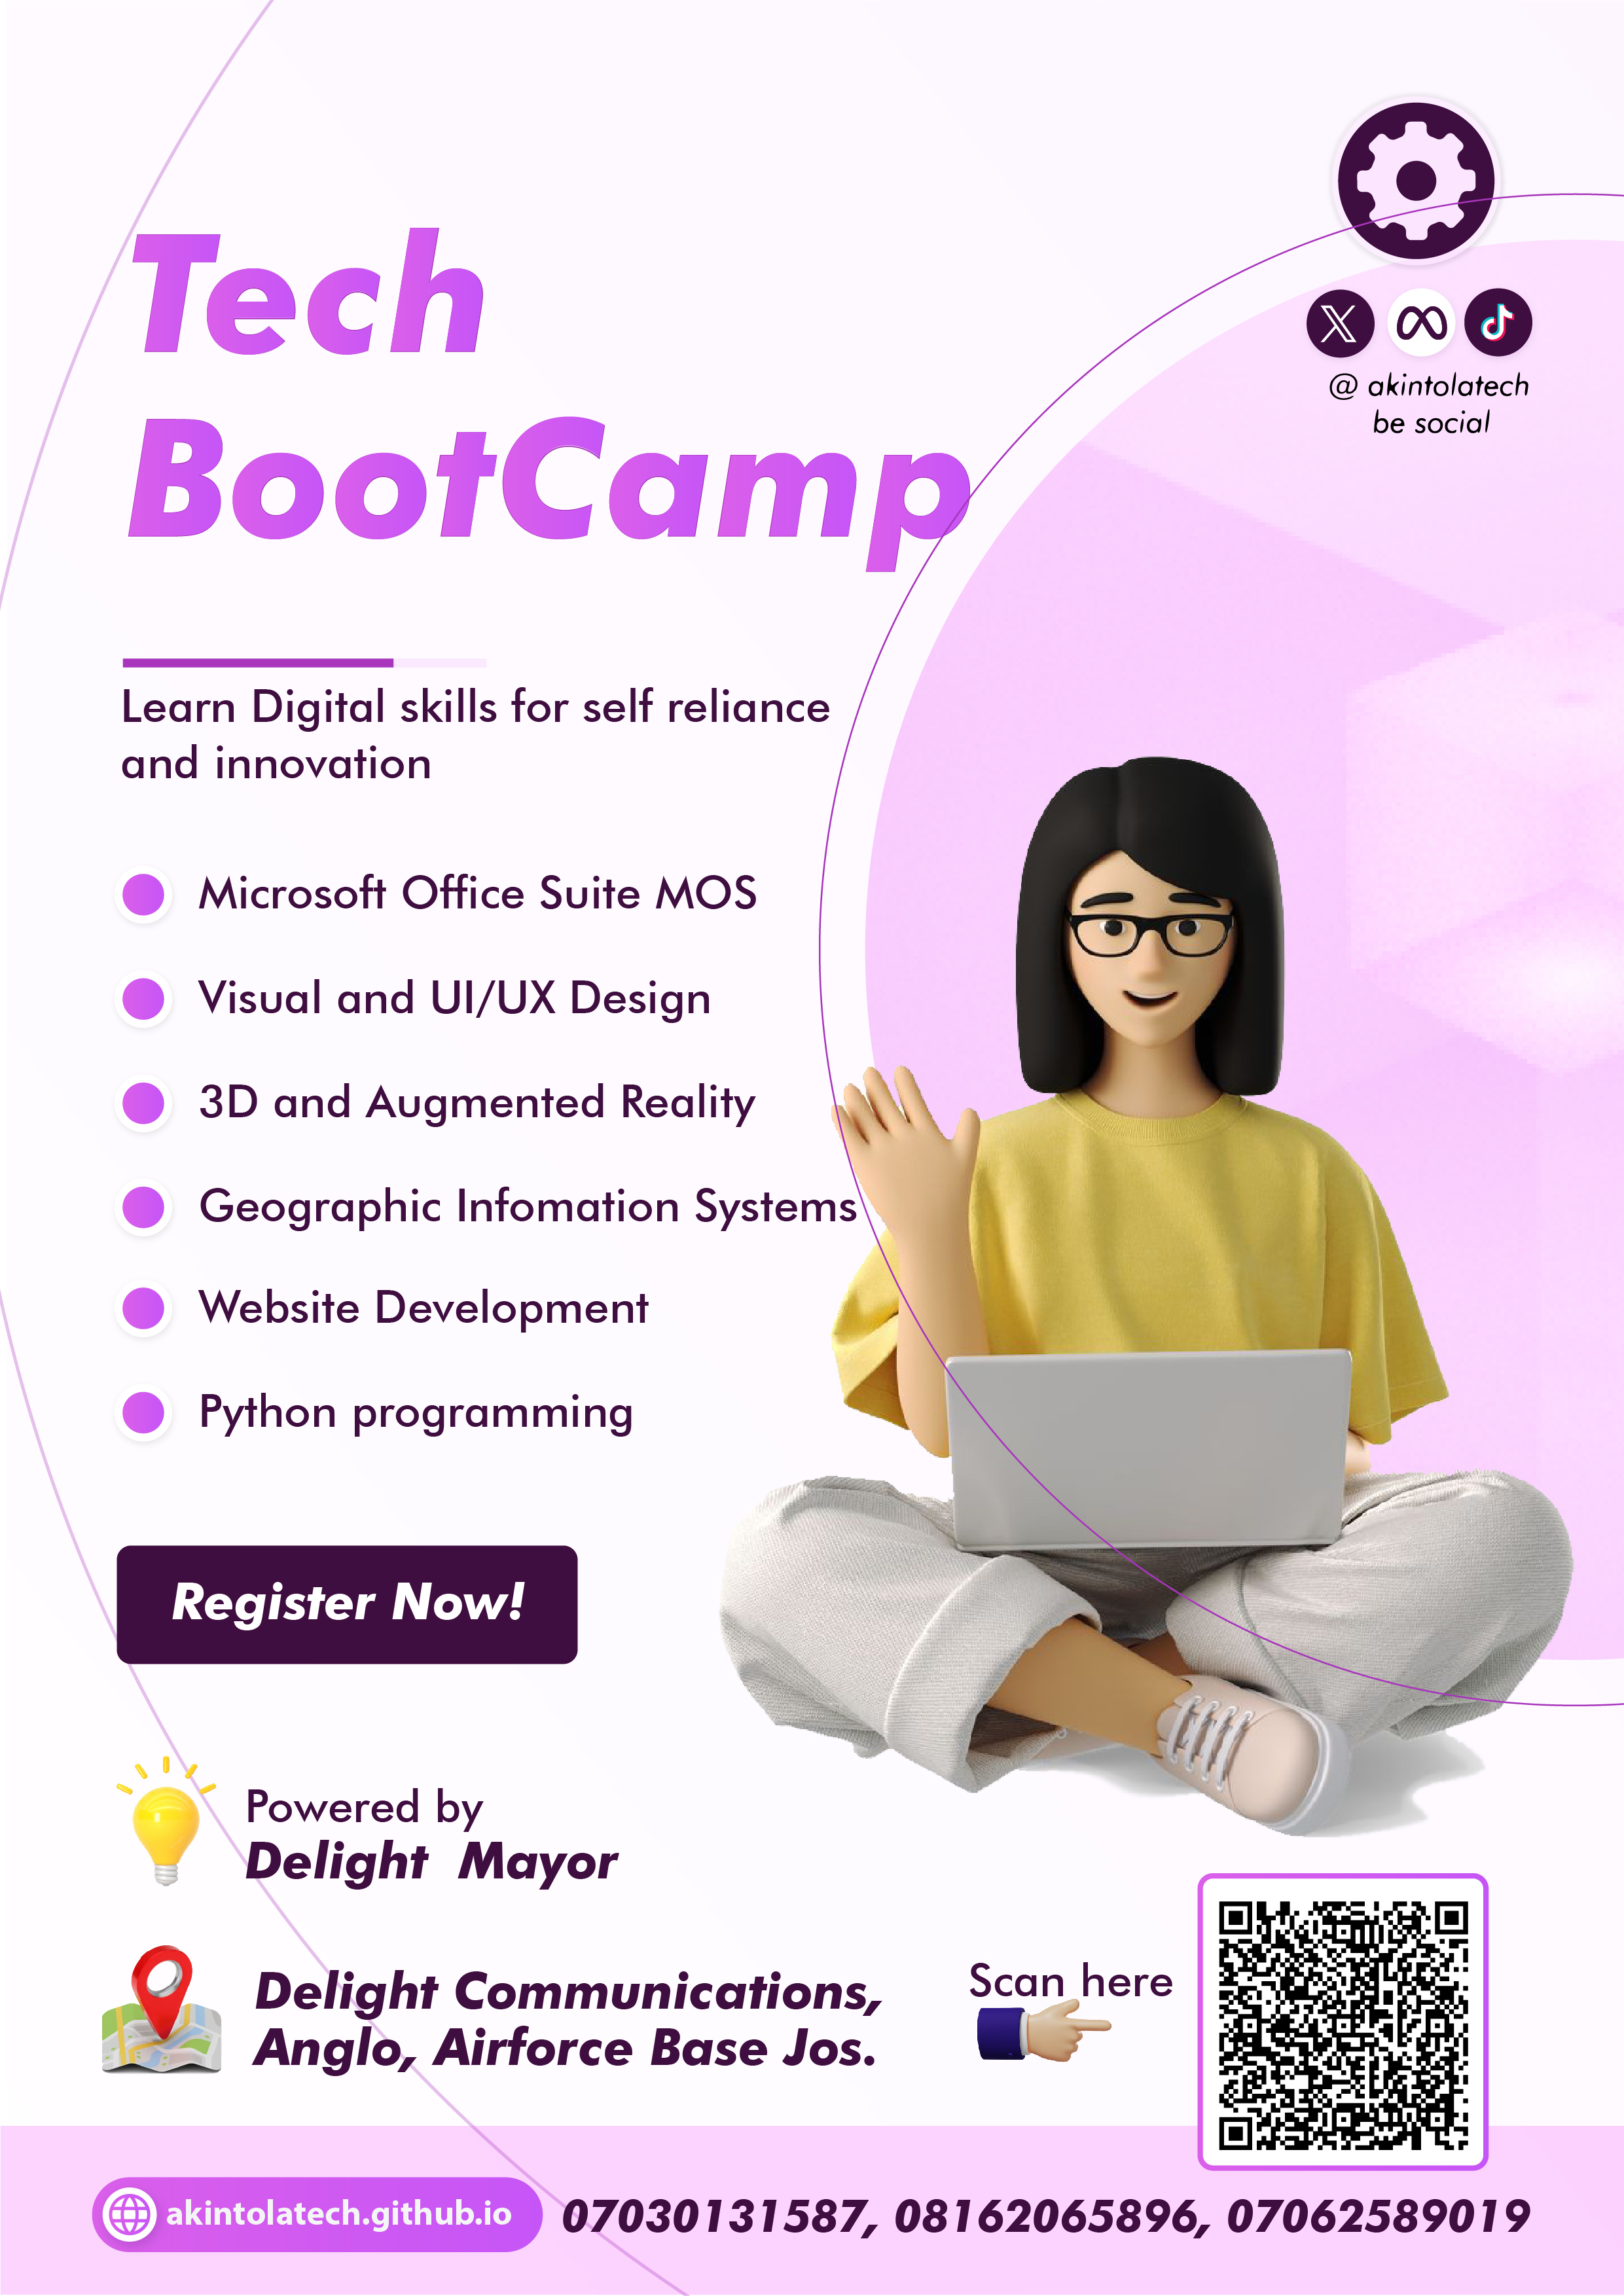 Tech
BootCamp
@ akintolatech
be social
Learn Digital skills for self reliance
and innovation
Microsoft Office Suite MOS
Visual and UI/UX Design
3D and Augmented Reality
Geographic Infomation Systems
Website Development
Python programming
Register Now!
Powered by
Delight Mayor
Delight Communications,
Anglo, Airforce Base Jos.
Scan here
akintolatech.github.io
07030131587, 08162065896, 07062589019